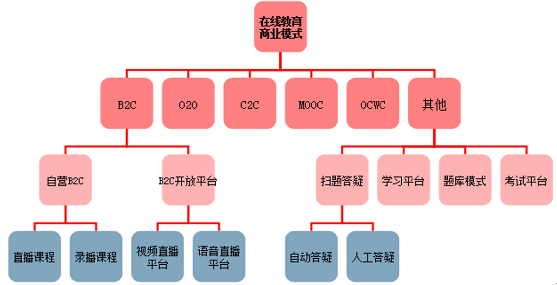 在线教育
商业模式
B2C
O2O
C2C
MOOC
OCWC
其他
自营B2C
B2C开放平台
扫题答疑
学习平台
题库模式
考试平台
直播课程
录播课程
视频直播
平台
语音直播
平台
自动答疑
人工答疑